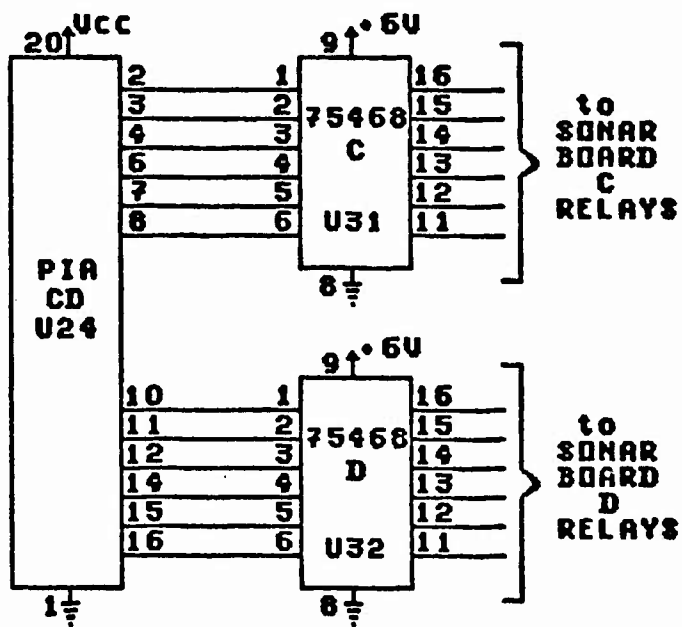 20 Vcc
9 +6V
2 1 16
3 2 75468 15
4 3 14
6 4 C 13
7 5 12
8 6 U31 11
8
to
SONAR
BOARD
C
RELAYS
PIA
CD
U24
9 +6V
10 1 16
11 2 75468 15
12 3 14
14 4 D 13
15 5 12
16 6 U32 11
1
8
to
SONAR
BOARD
D
RELAYS